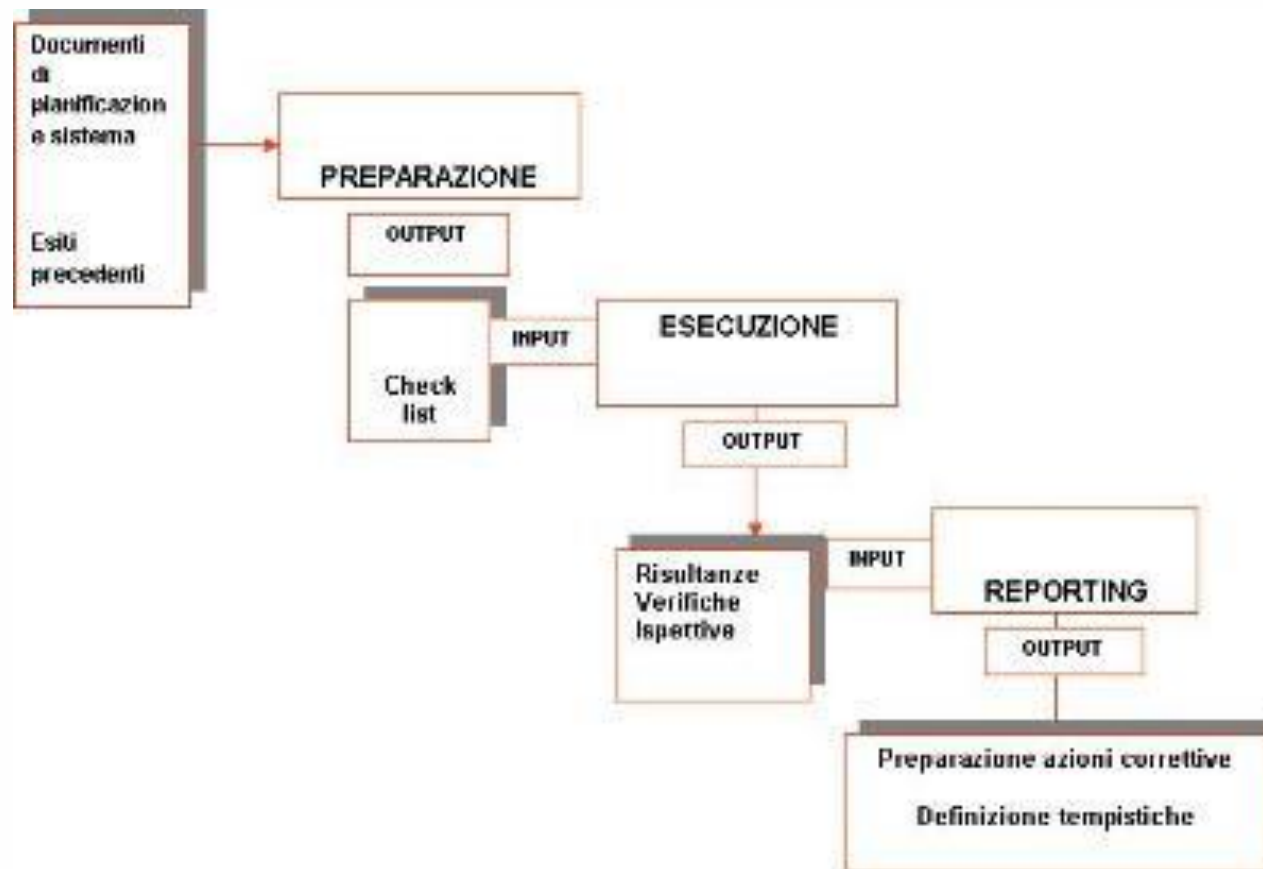 Documenti
di
planificazion
e sistema
Esiti
precedenti
PREPARAZIONE
OUTPUT
Check
list
INPUT
ESECUZIONE
OUTPUT
Risultanze
Verifiche
Ispettive
INPUT
REPORTING
OUTPUT
Preparazione azioni correttive
Definizione tempistiche